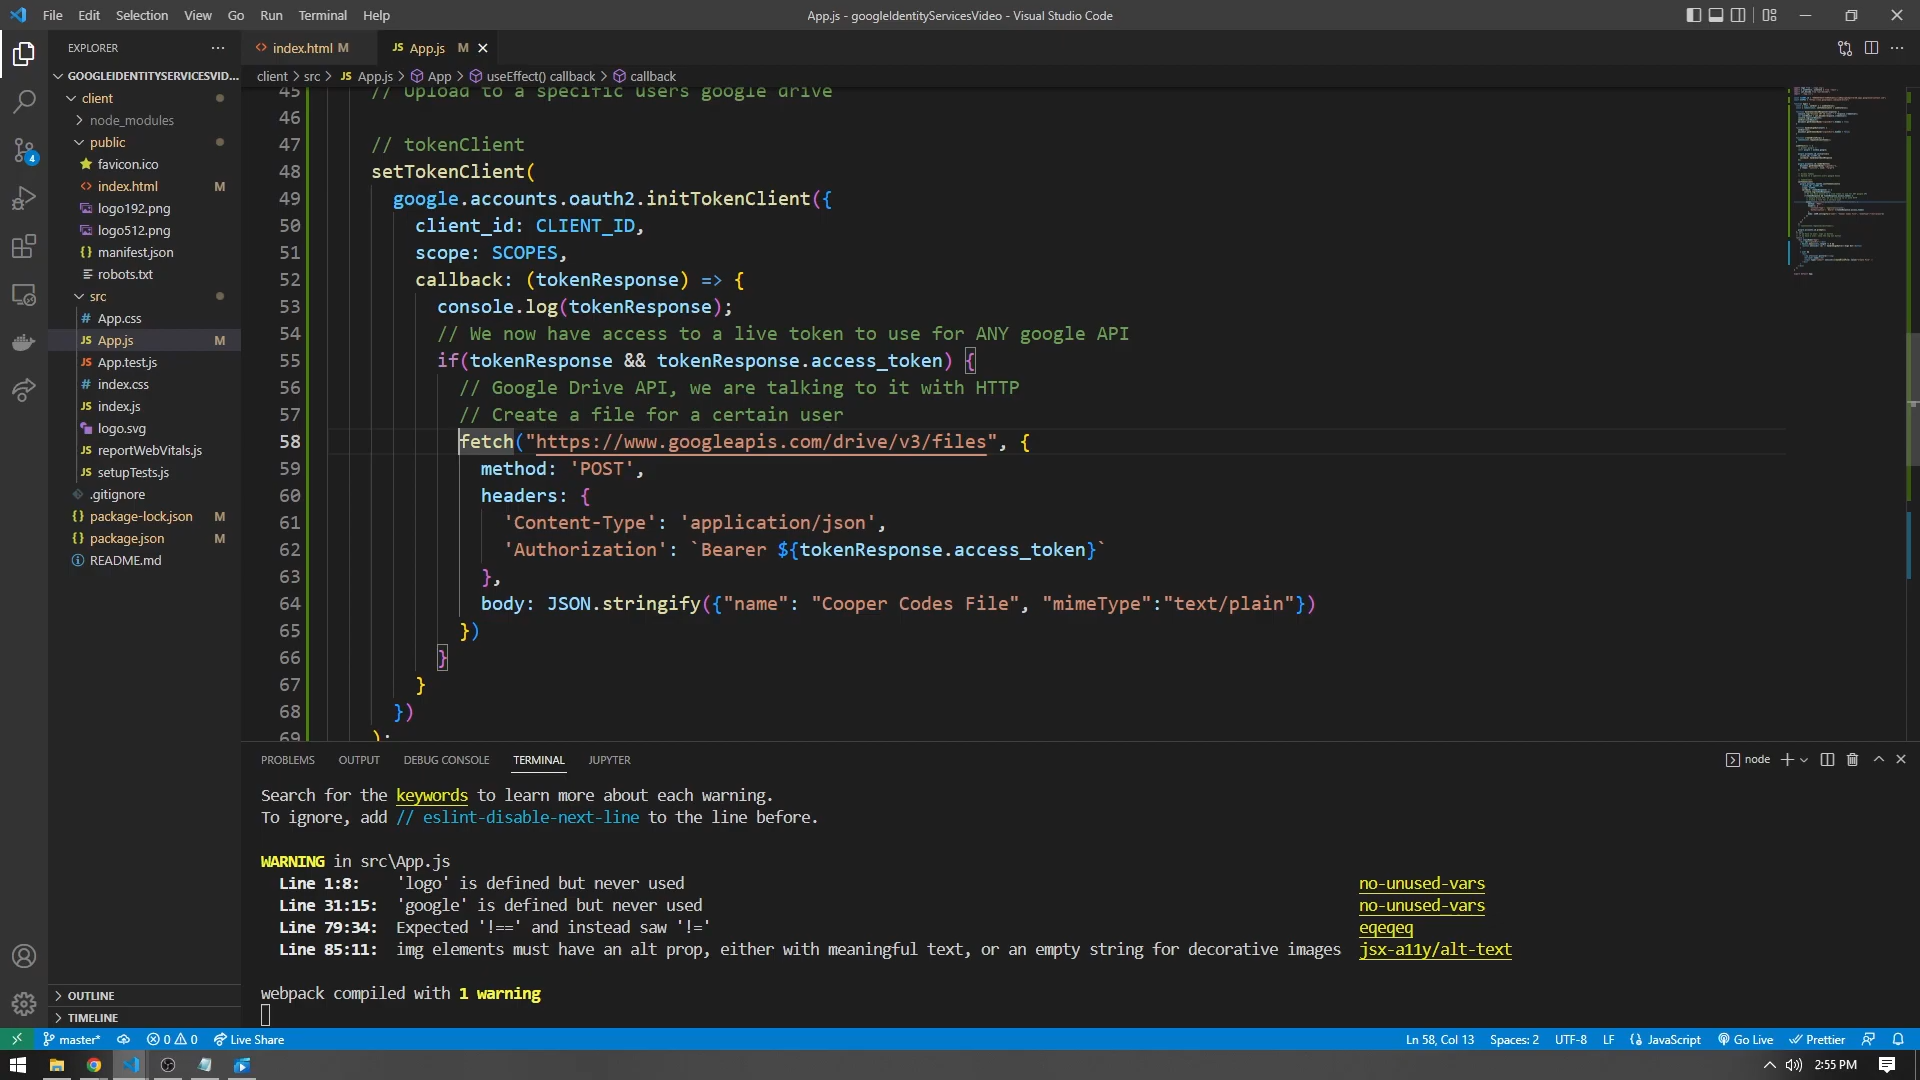 File Edit Selection View Go Run Terminal Help
App.js - googleIdentityServicesVideo - Visual Studio Code
EXPLORER
GOOGLEIDENTITYSERVICESVID...
client
node_modules
public
favicon.ico
index.html M
logo192.png
logo512.png
manifest.json
robots.txt
src
App.css
App.js M
App.test.js
index.css
index.js
logo.svg
reportWebVitals.js
setupTests.js
.gitignore
package-lock.json M
package.json M
README.md
OUTLINE
TIMELINE
4
index.html M
JS App.js M
client > src > JS App.js > App > useEffect() callback > callback
45 // Upload to a specific users google drive
46
47 // tokenClient
48 setTokenClient(
49 google.accounts.oauth2.initTokenClient({
50 client_id: CLIENT_ID,
51 scope: SCOPES,
52 callback: (tokenResponse) => {
53 console.log(tokenResponse);
54 // We now have access to a live token to use for ANY google API
55 if(tokenResponse && tokenResponse.access_token) {
56 // Google Drive API, we are talking to it with HTTP
57 // Create a file for a certain user
58 fetch("https://www.googleapis.com/drive/v3/files", {
59 method: 'POST',
60 headers: {
61 'Content-Type': 'application/json',
62 'Authorization': `Bearer ${tokenResponse.access_token}`
63 },
64 body: JSON.stringify({"name": "Cooper Codes File", "mimeType":"text/plain"})
65 })
66 }
67 }
68 })
69 );
PROBLEMS OUTPUT DEBUG CONSOLE TERMINAL JUPYTER
node
Search for the keywords to learn more about each warning.
To ignore, add // eslint-disable-next-line to the line before.
WARNING in src\App.js
Line 1:8: 'logo' is defined but never used no-unused-vars
Line 31:15: 'google' is defined but never used no-unused-vars
Line 79:34: Expected '!==' and instead saw '!=' eqeqeq
Line 85:11: img elements must have an alt prop, either with meaningful text, or an empty string for decorative images jsx-a11y/alt-text
webpack compiled with 1 warning
master* 0 0 Live Share
Ln 58, Col 13 Spaces: 2 UTF-8 LF {} JavaScript Go Live Prettier
2:55 PM